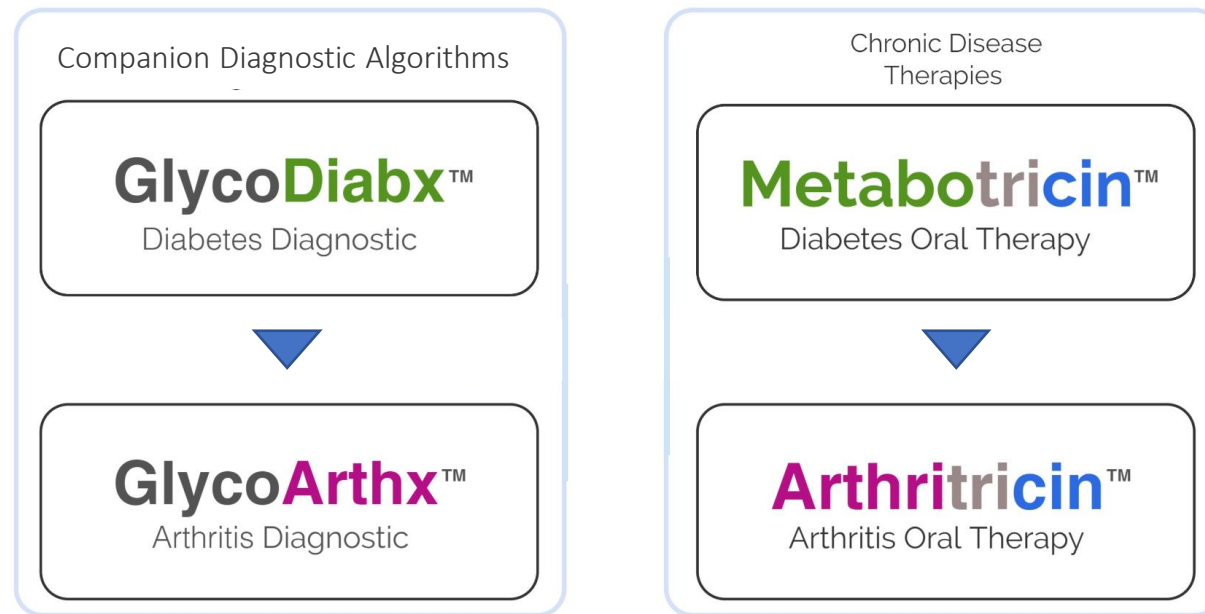 Companion Diagnostic Algorithms
GlycoDiabx™
Diabetes Diagnostic
GlycoArthx™
Arthritis Diagnostic
Chronic Disease
Therapies
Metabotricin™
Diabetes Oral Therapy
Arthritricin™
Arthritis Oral Therapy